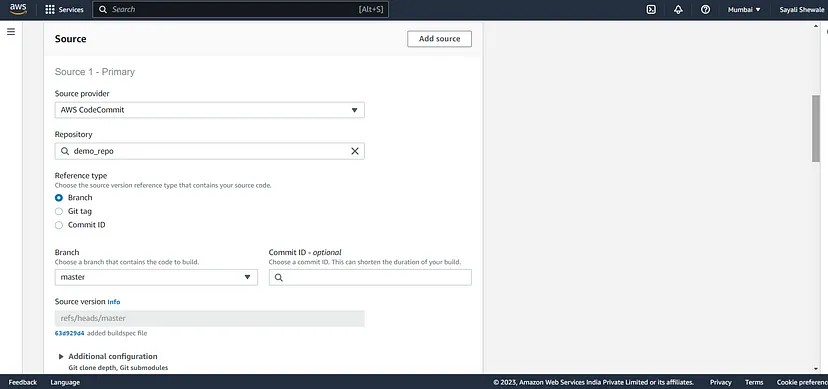 aws Services Search [Alt+S] Mumbai Sayali Shewale
Source Add source
Source 1 - Primary
Source provider
AWS CodeCommit
Repository
demo_repo
Reference type
Choose the source version reference type that contains your source code.
Branch
Git tag
Commit ID
Branch Commit ID - optional
Choose a branch that contains the code to build. Choose a commit ID. This can shorten the duration of your build.
master
Source version Info
refs/heads/master
63d929d4 added buildspec file
Additional configuration
Git clone depth, Git submodules
Feedback Language © 2023, Amazon Web Services India Private Limited or its affiliates. Privacy Terms Cookie preferenc